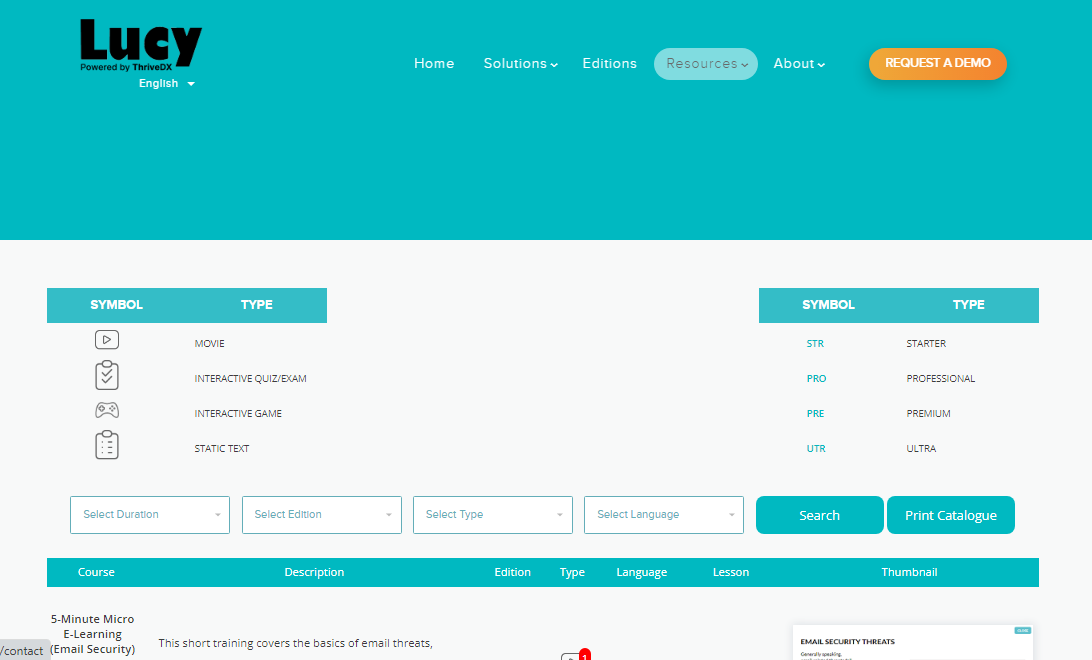 Lucy
Powered by ThriveDX
English
Home
Solutions
Editions
Resources
About
REQUEST A DEMO
SYMBOL TYPE
MOVIE
INTERACTIVE QUIZ/EXAM
INTERACTIVE GAME
STATIC TEXT
SYMBOL TYPE
STR STARTER
PRO PROFESSIONAL
PRE PREMIUM
UTR ULTRA
Select Duration
Select Edition
Select Type
Select Language
Search
Print Catalogue
Course Description Edition Type Language Lesson Thumbnail
5-Minute Micro
E-Learning
(Email Security)
This short training covers the basics of email threats,
1
EMAIL SECURITY THREATS
Generally speaking,
/contact